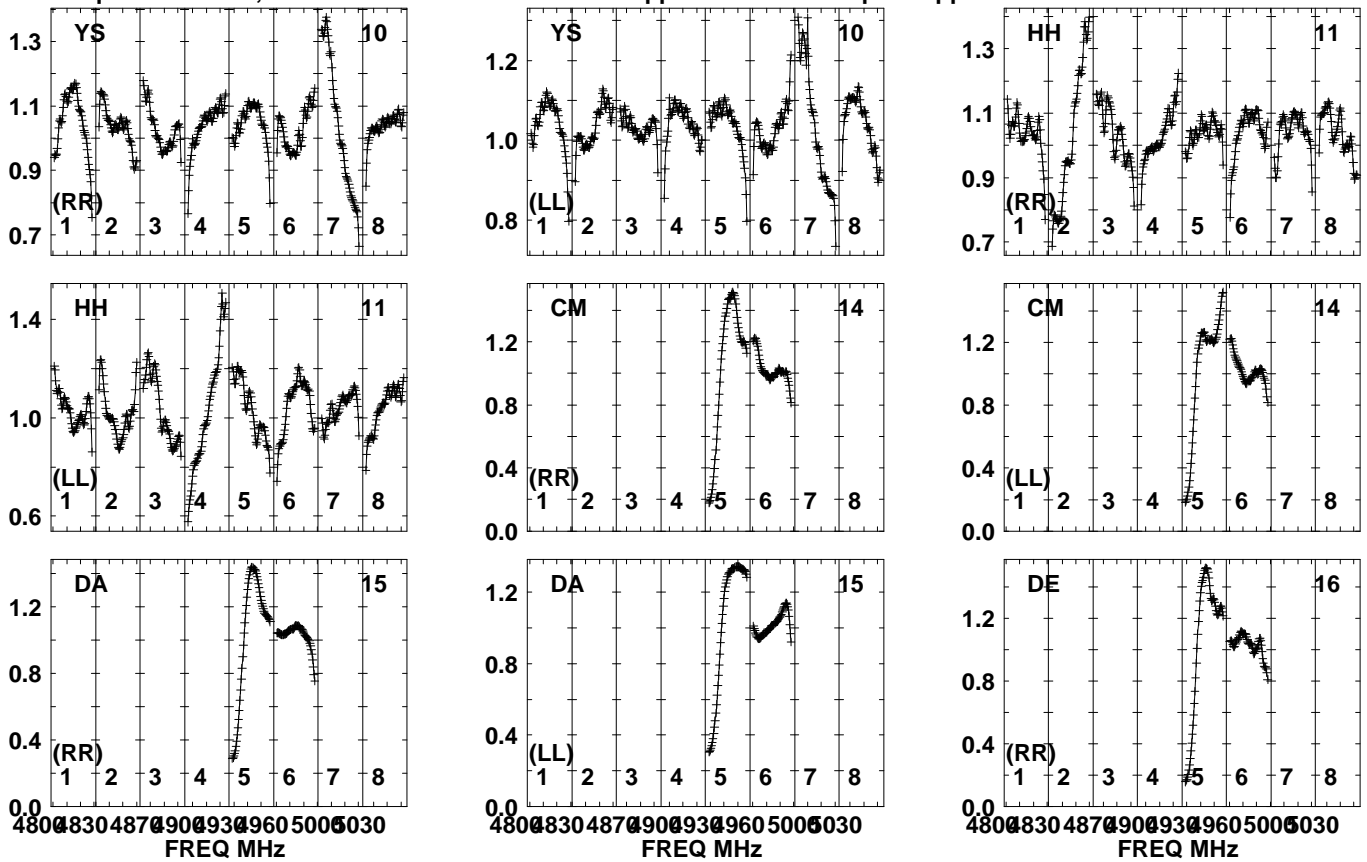 1.3 YS 10
1.1
0.9
(RR)
0.7 1 2 3 4 5 6 7 8
YS 10
1.2
1.0
(LL)
0.8 1 2 3 4 5 6 7 8
1.3 HH 11
1.1
0.9
(RR)
0.7 1 2 3 4 5 6 7 8
1.4 HH 11
1.2
1.0
0.8
(LL)
0.6 1 2 3 4 5 6 7 8
CM 14
1.2
0.8
0.4 (RR)
0.0 1 2 3 4 5 6 7 8
CM 14
1.2
0.8
0.4 (LL)
0.0 1 2 3 4 5 6 7 8
DA 15
1.2
0.8
0.4
(RR)
0.0 1 2 3 4 5 6 7 8
4800 4830 4870 4900 4930 4960 5000 5030
FREQ MHz
DA 15
1.2
0.8
0.4
(LL)
0.0 1 2 3 4 5 6 7 8
4800 4830 4870 4900 4930 4960 5000 5030
FREQ MHz
DE 16
1.2
0.8
0.4
(RR)
0.0 1 2 3 4 5 6 7 8
4800 4830 4870 4900 4930 4960 5000 5030
FREQ MHz